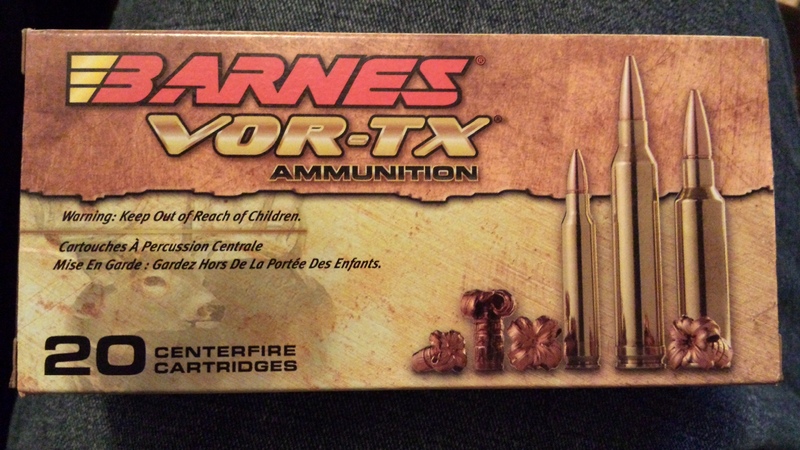 BARNES®
VOR-TX®
AMMUNITION
Warning: Keep Out of Reach of Children.
Cartouches À Percussion Centrale
Mise En Garde : Gardez Hors De La Portée Des Enfants.
20 CENTERFIRE
CARTRIDGES